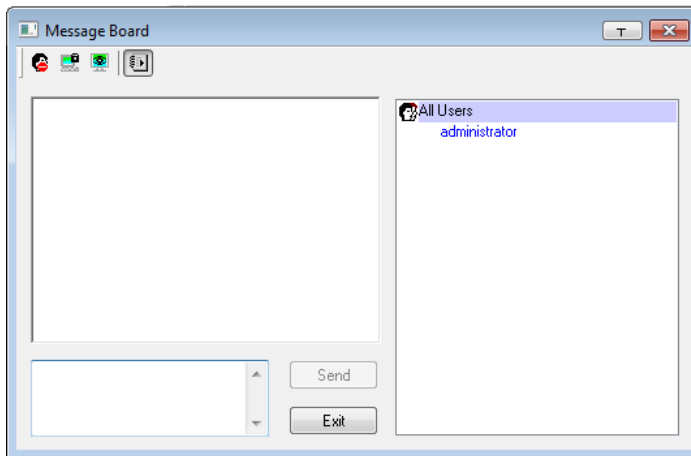 Message Board
T
All Users
administrator
Send
Exit